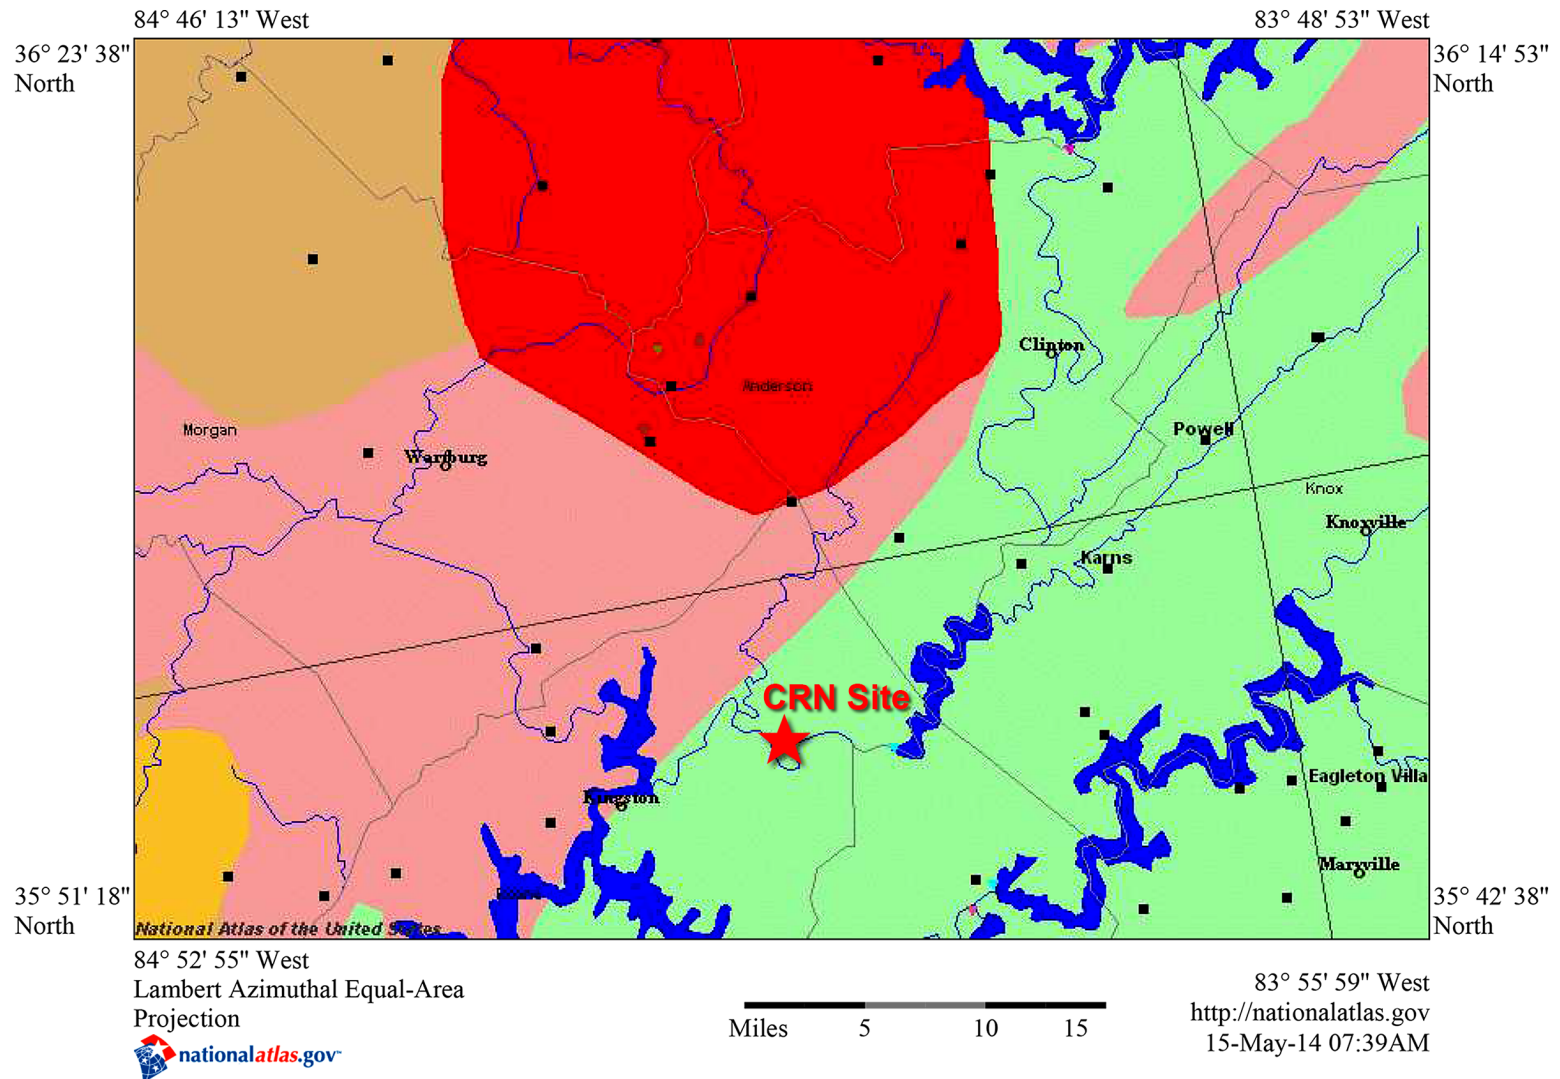 84° 46' 13" West
83° 48' 53" West
36° 23' 38"
North
36° 14' 53"
North
Clinton
Anderson
Morgan
Powell
Wartburg
Knox
Knoxville
Karns
CRN Site
Eagleton Villa
Kingston
Maryville
35° 51' 18"
North
35° 42' 38"
North
National Atlas of the United States
84° 52' 55" West
Lambert Azimuthal Equal-Area
Projection
nationalatlas.gov™
Miles 5 10 15
83° 55' 59" West
http://nationalatlas.gov
15-May-14 07:39AM